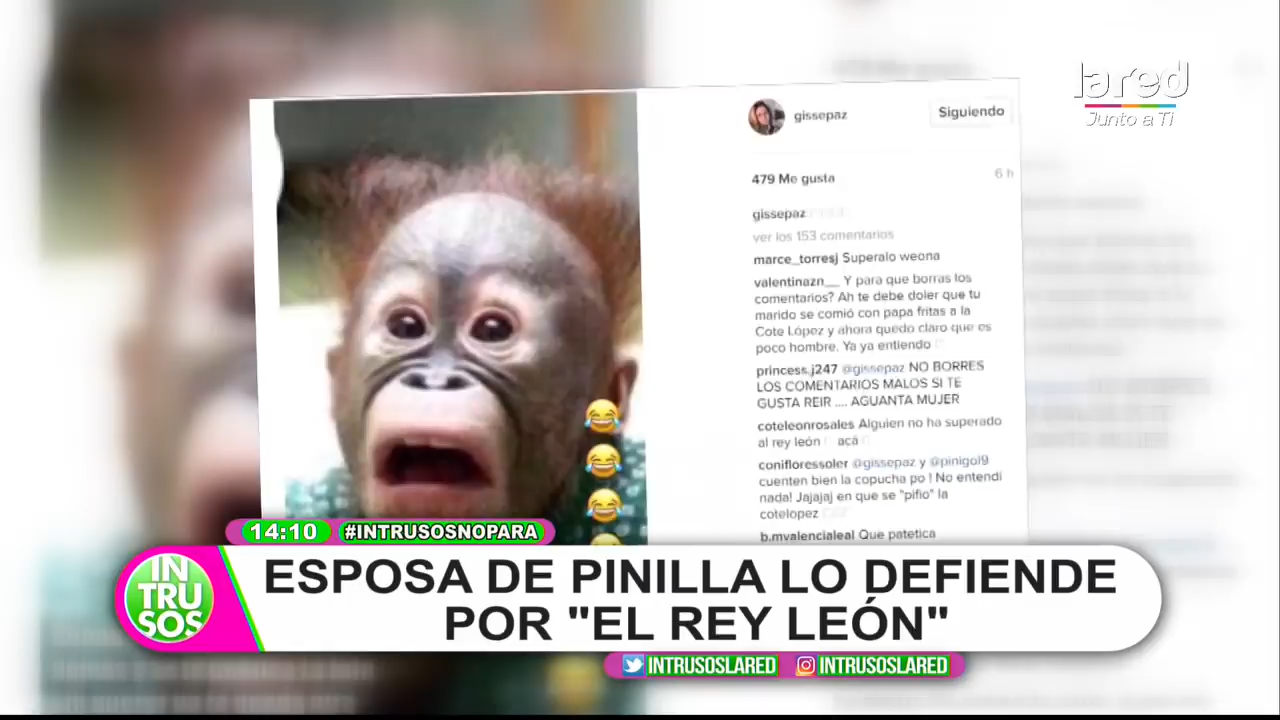 lared
Junto a Ti
gissepaz
Siguiendo
479 Me gusta
6 h
gissepaz
ver los 153 comentarios
marce_torresj Superalo weona
valentinazn__ Y para que borras los
comentarios? Ah te debe doler que tu
marido se comió con papa fritas a la
Cote López y ahora quedo claro que es
poco hombre. Ya ya entiendo
princess.j247 @gissepaz NO BORRES
LOS COMENTARIOS MALOS SI TE
GUSTA REIR .... AGUANTA MUJER
coteleonrosales Alguien no ha superado
al rey león acá
conifloressoler @gissepaz y @pinigol9
cuenten bien la copucha po ! No entendi
nada! Jajajaj en que se "pifio" la
cotelopez
b.mvalencialeal Que patetica
14:10 #INTRUSOSNOPARA
IN
TRU
SOS
ESPOSA DE PINILLA LO DEFIENDE
POR "EL REY LEÓN"
INTRUSOSLARED INTRUSOSLARED